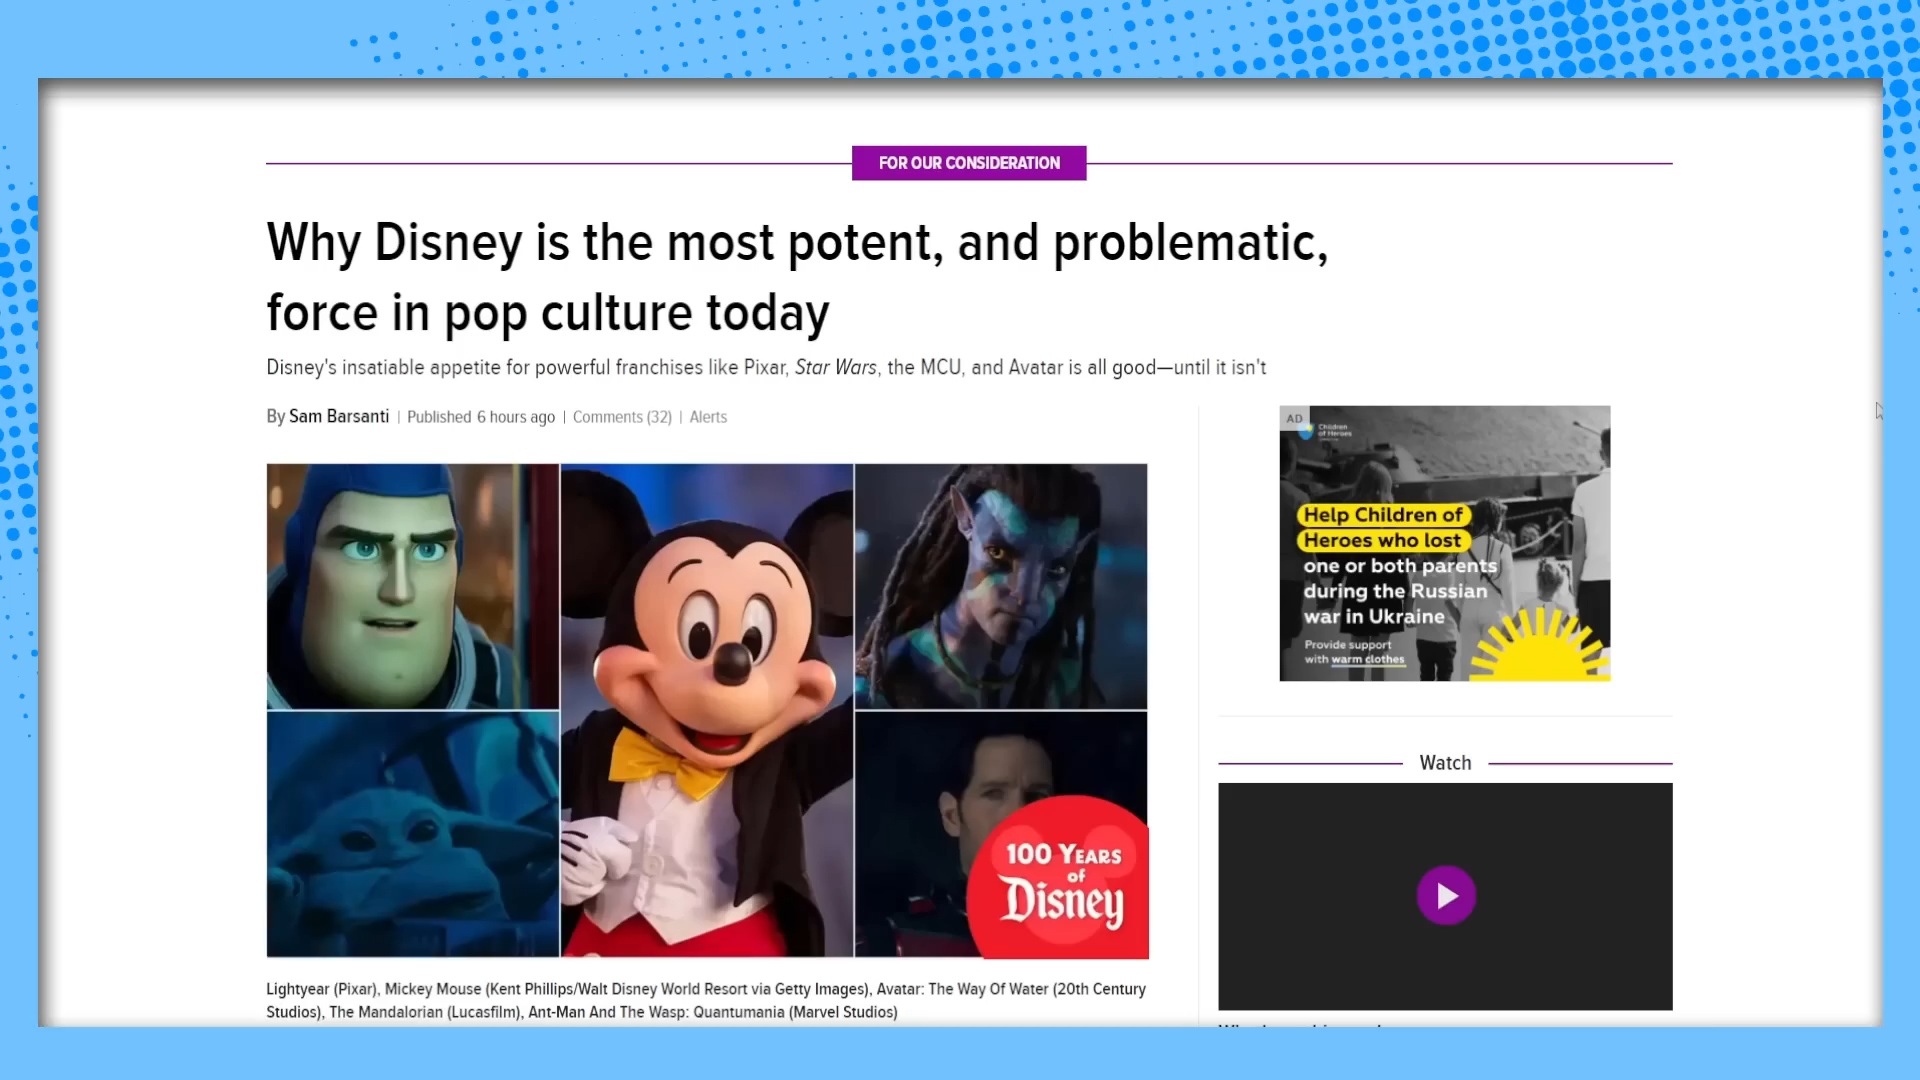 FOR OUR CONSIDERATION
Why Disney is the most potent, and problematic,
force in pop culture today
Disney's insatiable appetite for powerful franchises like Pixar, Star Wars, the MCU, and Avatar is all good—until it isn't
By Sam Barsanti | Published 6 hours ago | Comments (32) | Alerts
AD
Children
of Heroes
Help Children of
Heroes who lost
one or both parents
during the Russian
war in Ukraine
Provide support
with warm clothes
Watch
100 YEARS
of
Disney
Lightyear (Pixar), Mickey Mouse (Kent Phillips/Walt Disney World Resort via Getty Images), Avatar: The Way Of Water (20th Century
Studios), The Mandalorian (Lucasfilm), Ant-Man And The Wasp: Quantumania (Marvel Studios)